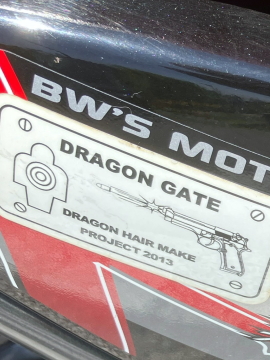 BW'S MOT
DRAGON GATE
DRAGON HAIR MAKE
PROJECT 2013